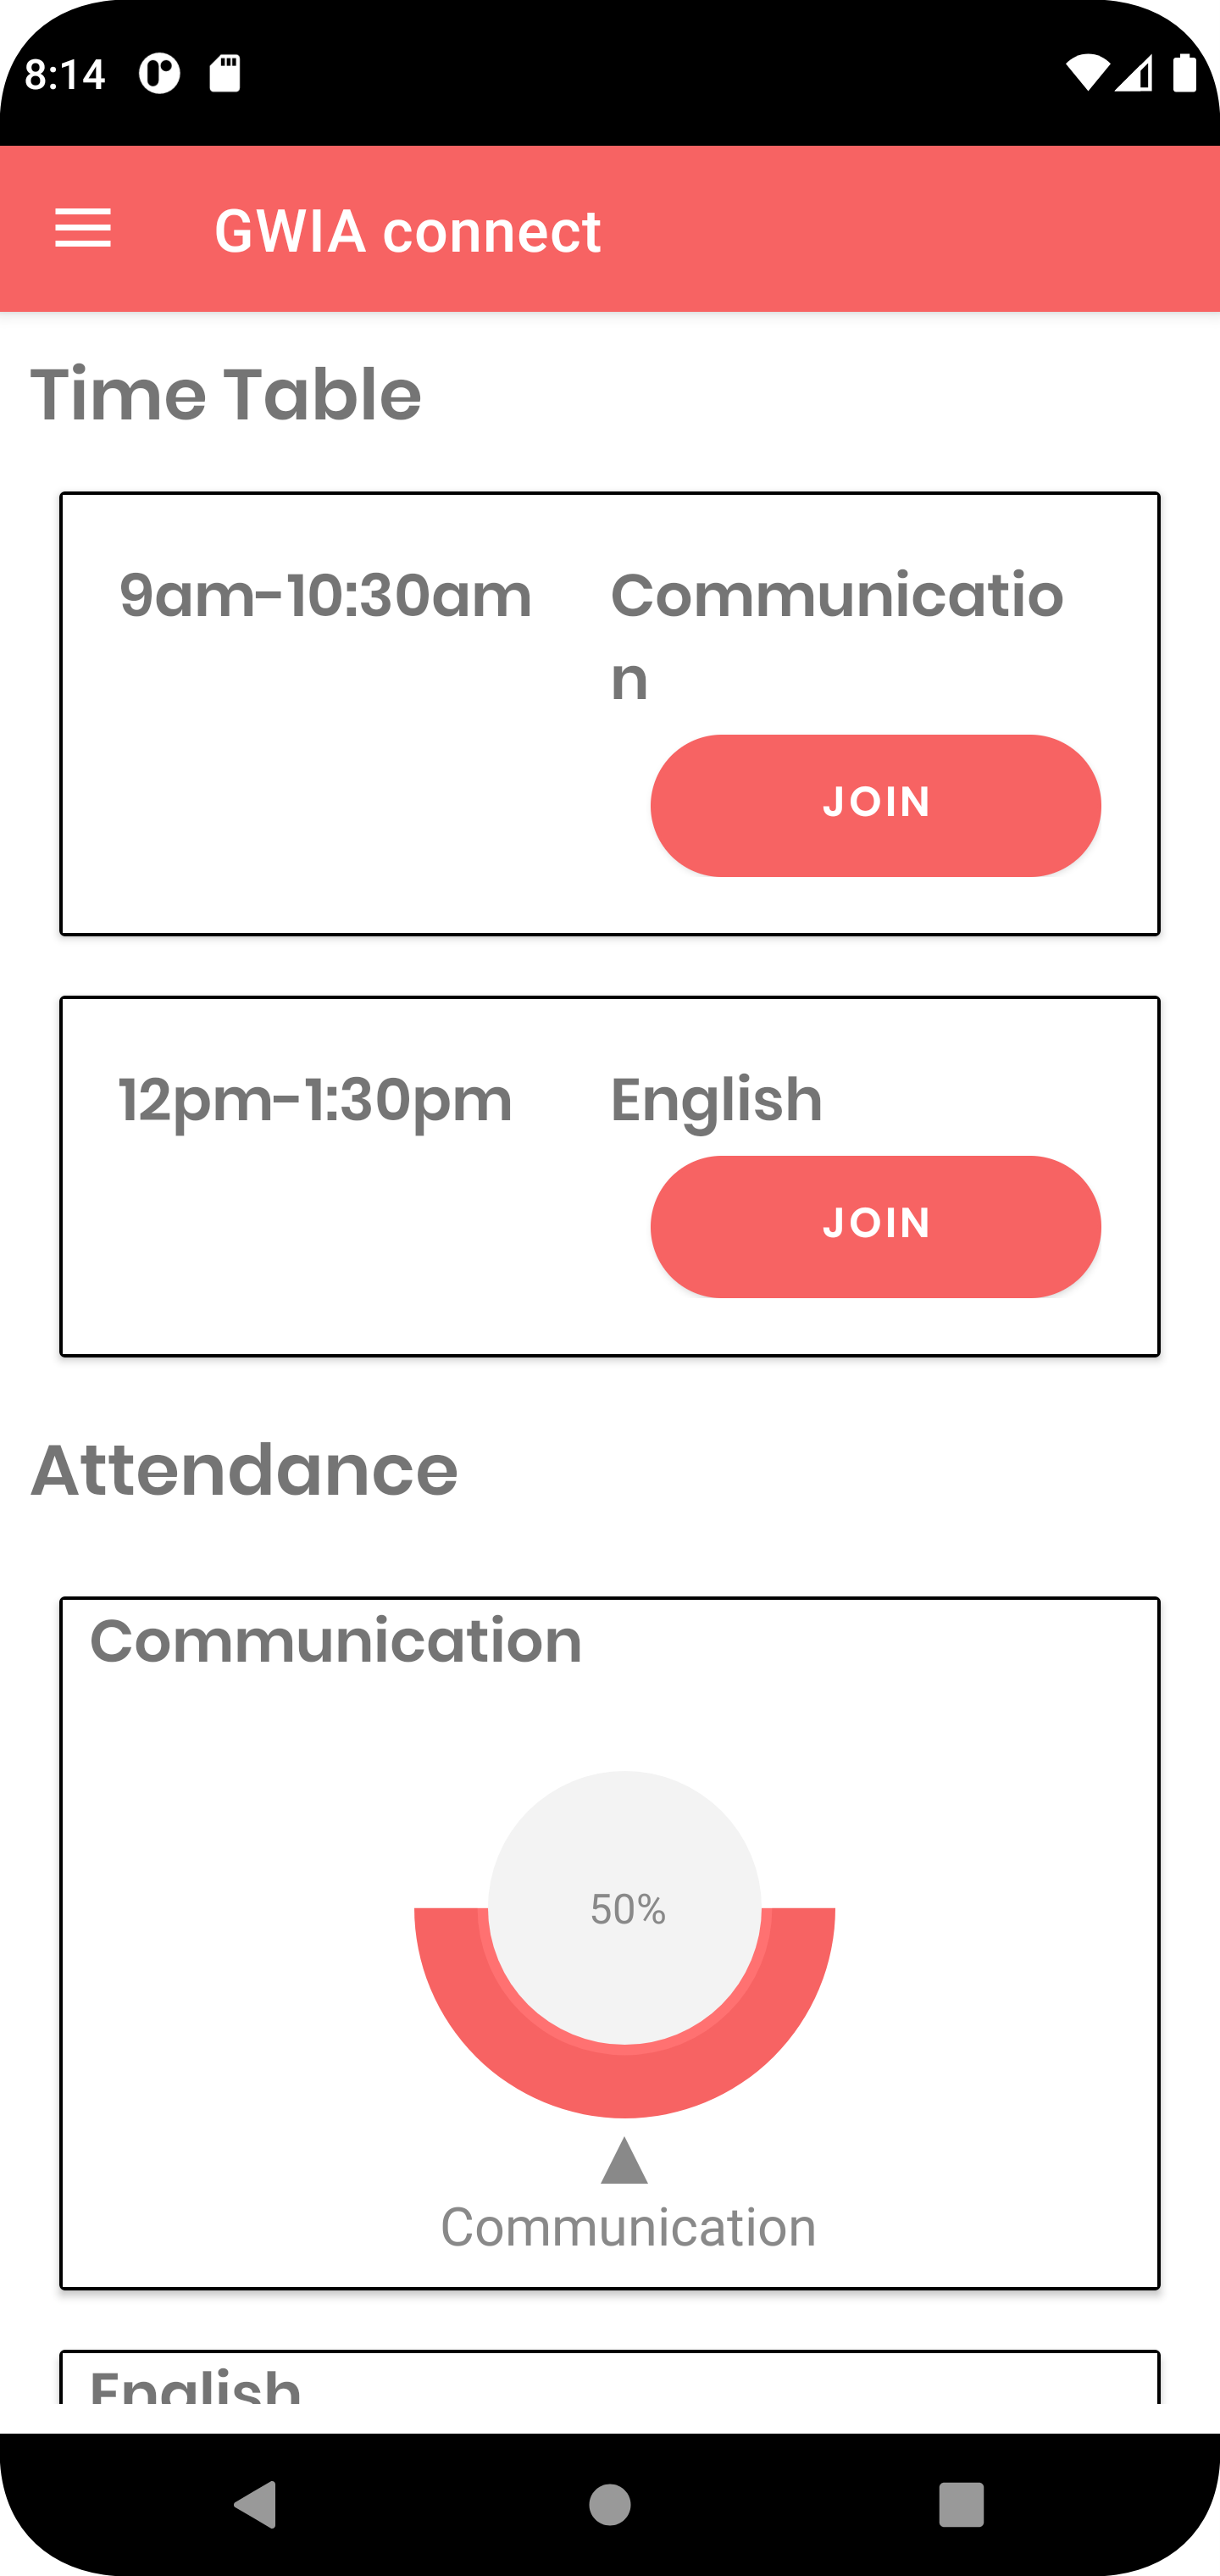 8:14
GWIA connect
Time Table
9am-10:30am
Communicatio
n
JOIN
12pm-1:30pm
English
JOIN
Attendance
Communication
50%
Communication
English